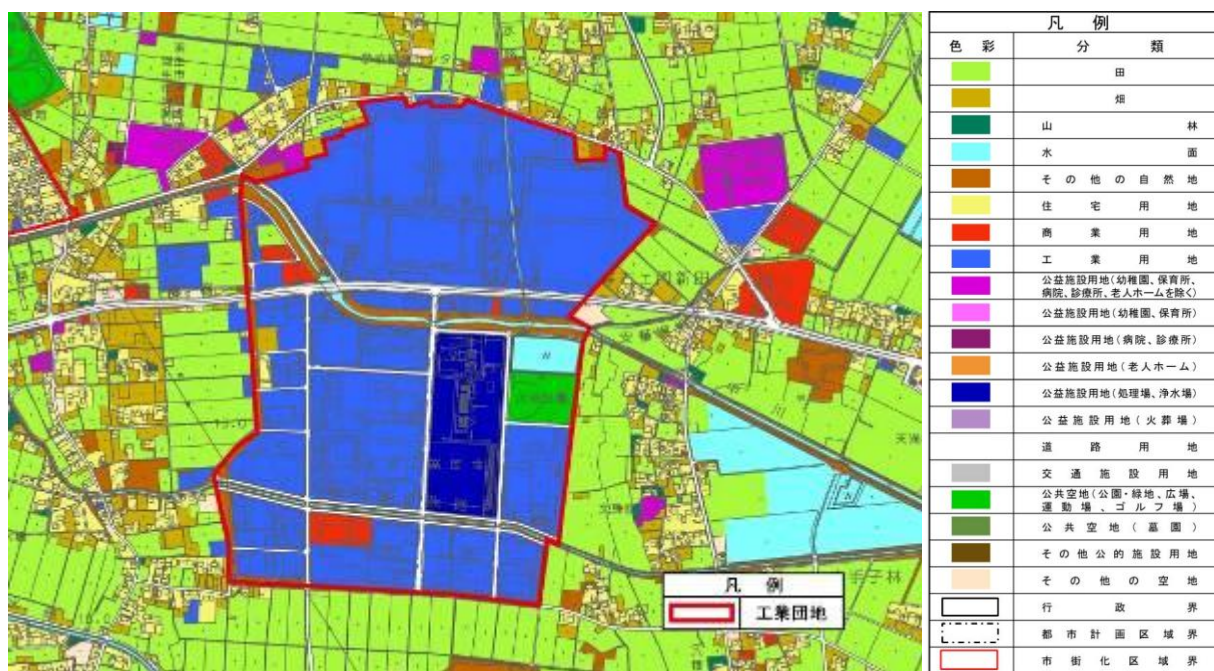 工業団地
凡例
凡例
色彩 分類
田
畑
山林
水面
その他の自然地
住宅用地
商業用地
工業用地
公益施設用地(幼稚園、保育所、
病院、診療所、老人ホームを除く)
公益施設用地(幼稚園、保育所)
公益施設用地(病院、診療所)
公益施設用地(老人ホーム)
公益施設用地(処理場、浄水場)
公益施設用地(火葬場)
道路用地
交通施設用地
公共空地(公園・緑地、広場、
運動場、ゴルフ場)
公共空地(墓園)
その他公的施設用地
その他の空地
行政界
都市計画区域界
市街化区域界